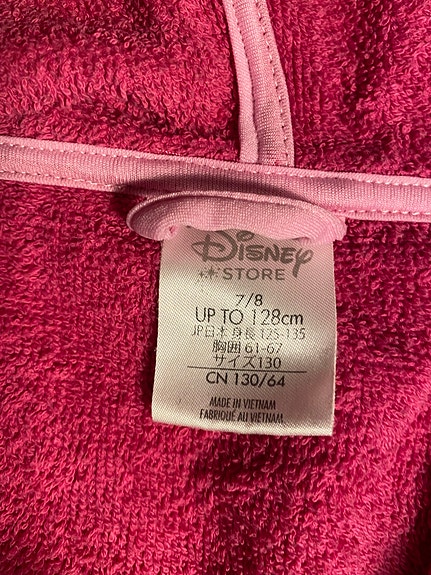 Disney
STORE
7/8
UP TO 128cm
JP日本 身長 125-135
胸囲 61-67
サイズ130
CN 130/64
MADE IN VIETNAM
FABRIQUÉ AU VIETNAM